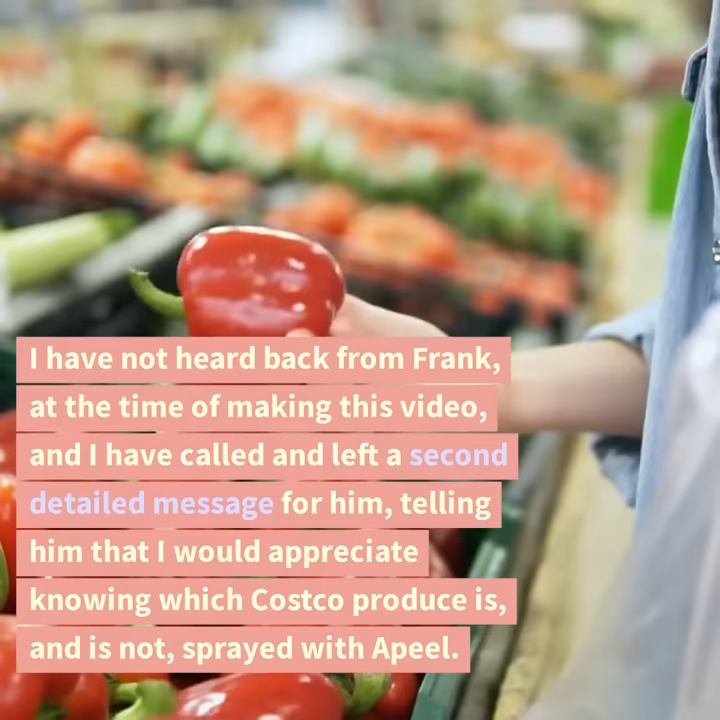 I have not heard back from Frank,
at the time of making this video,
and I have called and left a second
detailed message for him, telling
him that I would appreciate
knowing which Costco produce is,
and is not, sprayed with Apeel.